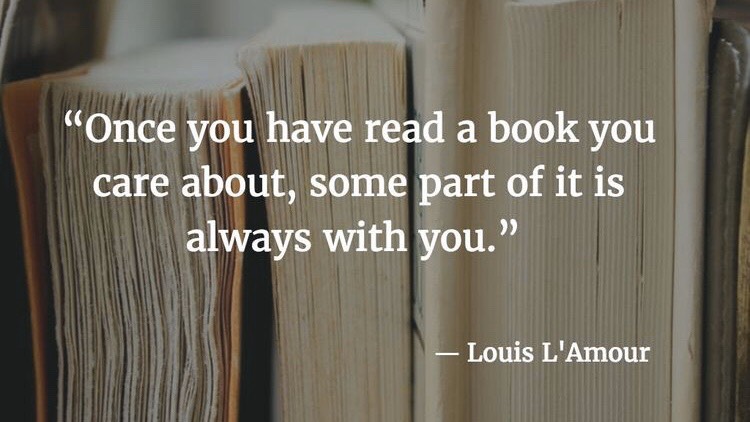 “Once you have read a book you
care about, some part of it is
always with you.”
— Louis L'Amour